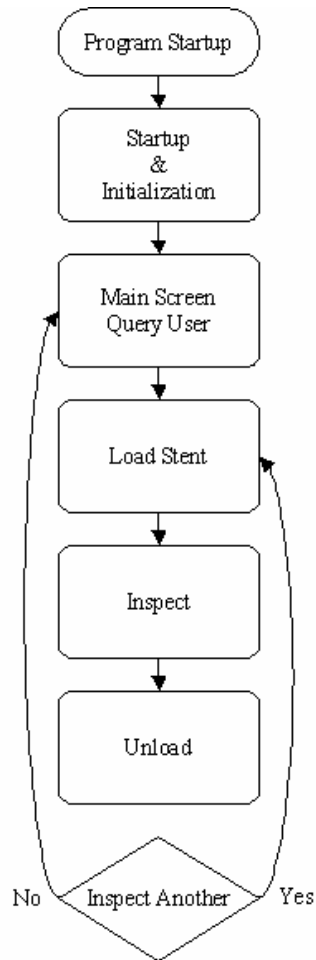 Program Startup
Startup
&
Initialization
Main Screen
Query User
Load Stent
Inspect
Unload
No
Inspect Another
Yes